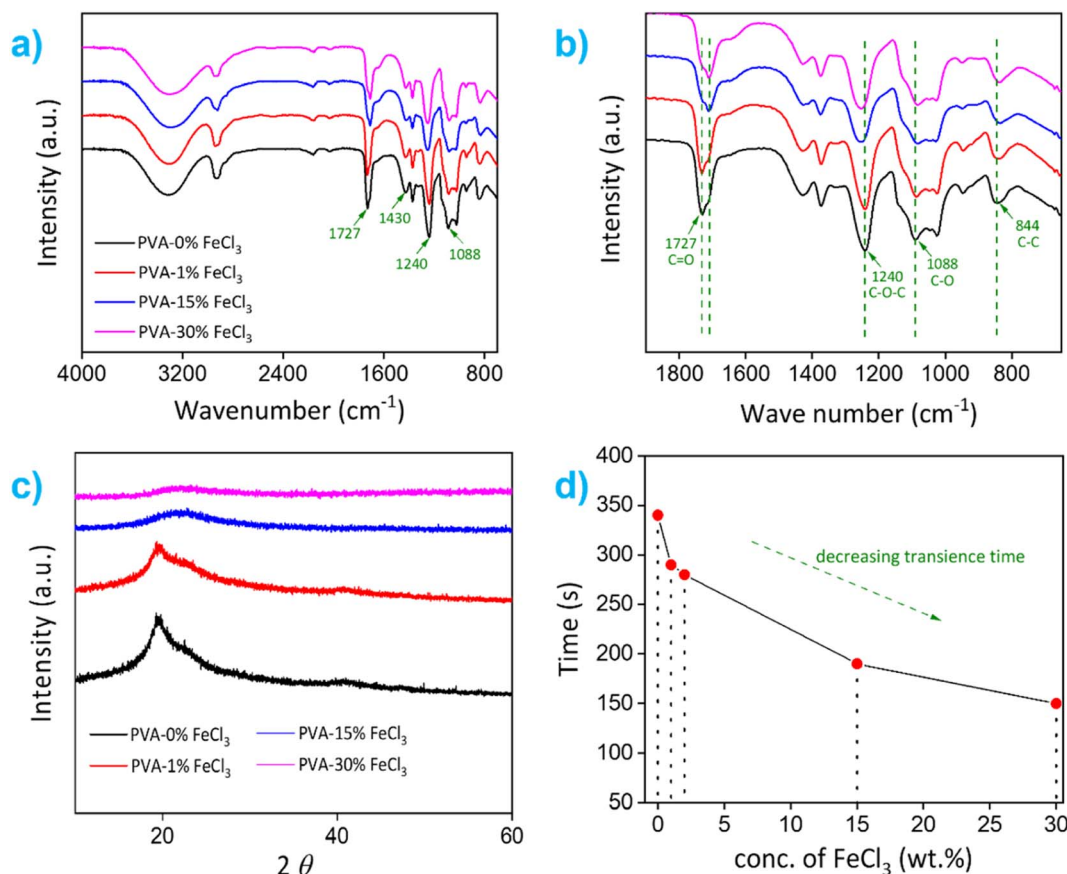 a)
Intensity (a.u.)
1727
1430
1240
1088
PVA-0% FeCl₃
PVA-1% FeCl₃
PVA-15% FeCl₃
PVA-30% FeCl₃
4000 3200 2400 1600 800
Wavenumber (cm⁻¹)
b)
Intensity (a.u.)
1727
C=O
1240
C-O-C
1088
C-O
844
C-C
1800 1600 1400 1200 1000 800
Wave number (cm⁻¹)
c)
Intensity (a.u.)
PVA-0% FeCl₃ PVA-15% FeCl₃
PVA-1% FeCl₃ PVA-30% FeCl₃
20 40 60
2 θ
d)
Time (s)
400
350
300
250
200
150
100
50
decreasing transience time
0 5 10 15 20 25 30
conc. of FeCl₃ (wt.%)